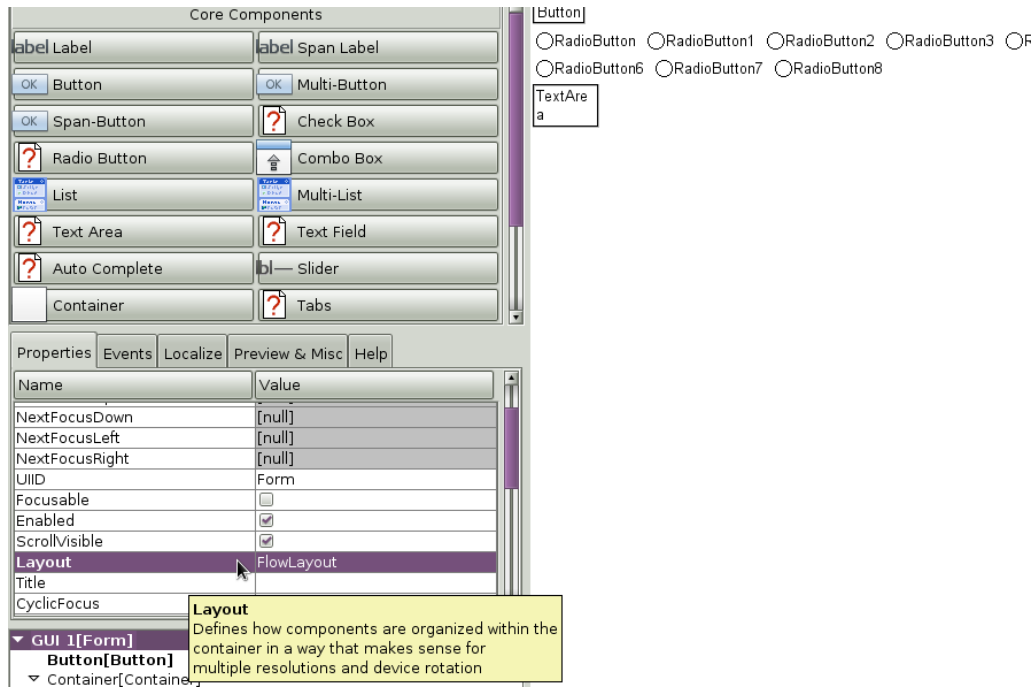 Core Components
label Label
label Span Label
OK Button
OK Multi-Button
OK Span-Button
? Check Box
? Radio Button
Combo Box
List
Multi-List
? Text Area
? Text Field
? Auto Complete
bl— Slider
Container
? Tabs
Properties Events Localize Preview & Misc Help
Name Value
NextFocusDown [null]
NextFocusLeft [null]
NextFocusRight [null]
UIID Form
Focusable
Enabled
ScrollVisible
Layout FlowLayout
Title
CyclicFocus
Layout
Defines how components are organized within the
container in a way that makes sense for
multiple resolutions and device rotation
GUI 1[Form]
Button[Button]
Container[Container]
Button
RadioButton RadioButton1 RadioButton2 RadioButton3
RadioButton6 RadioButton7 RadioButton8
TextAre
a